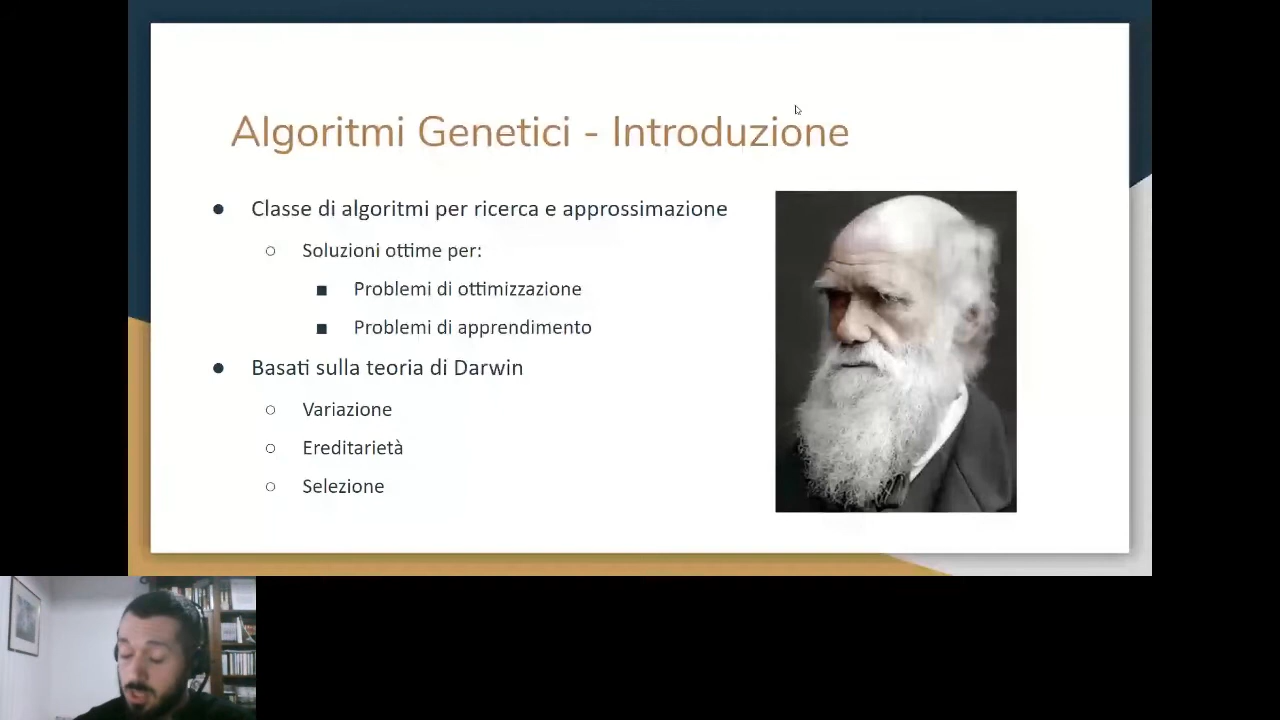 Algoritmi Genetici - Introduzione
● Classe di algoritmi per ricerca e approssimazione
○ Soluzioni ottime per:
■ Problemi di ottimizzazione
■ Problemi di apprendimento
● Basati sulla teoria di Darwin
○ Variazione
○ Ereditarietà
○ Selezione